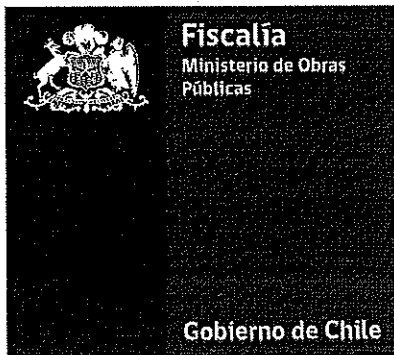 Fiscalía
Ministerio de Obras
Públicas
Gobierno de Chile